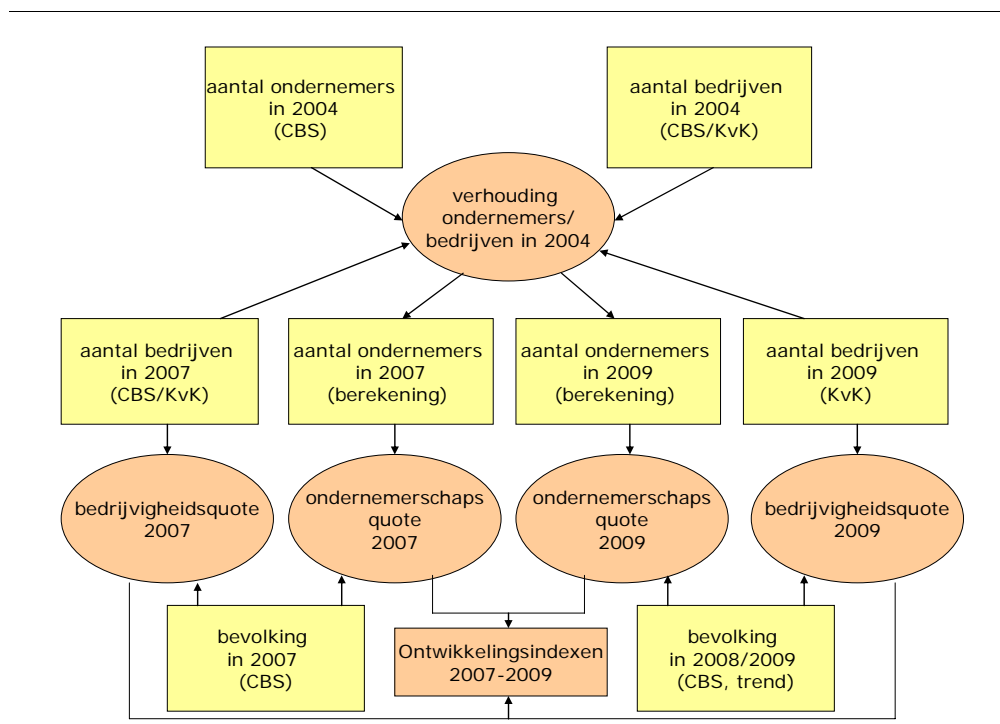 aantal ondernemers
in 2004
(CBS)
aantal bedrijven
in 2004
(CBS/KvK)
verhouding
ondernemers/
bedrijven in 2004
aantal bedrijven
in 2007
(CBS/KvK)
aantal ondernemers
in 2007
(berekening)
aantal ondernemers
in 2009
(berekening)
aantal bedrijven
in 2009
(KvK)
bedrijvigheidsquote
2007
ondernemerschaps
quote
2007
ondernemerschaps
quote
2009
bedrijvigheidsquote
2009
bevolking
in 2007
(CBS)
Ontwikkelingsindexen
2007-2009
bevolking
in 2008/2009
(CBS, trend)